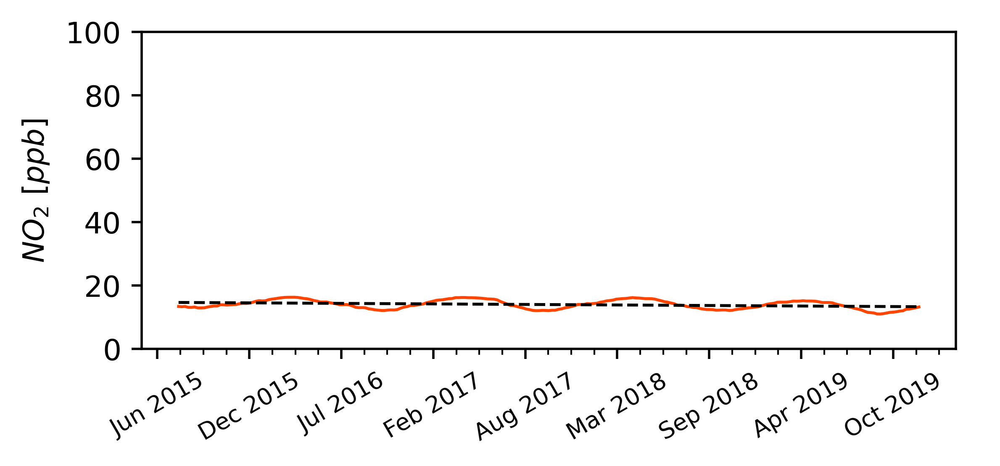 100
80
60
40
20
0
NO₂ [ppb]
Jun 2015
Dec 2015
Jul 2016
Feb 2017
Aug 2017
Mar 2018
Sep 2018
Apr 2019
Oct 2019